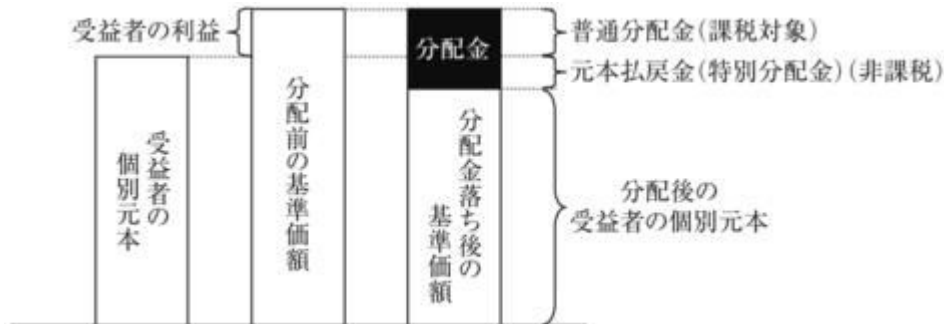 受益者の利益
分配金
普通分配金(課税対象)
元本払戻金(特別分配金)(非課税)
受益者の
個別元本
分配前の基準価額
分配金落ち後の
基準価額
分配後の
受益者の個別元本